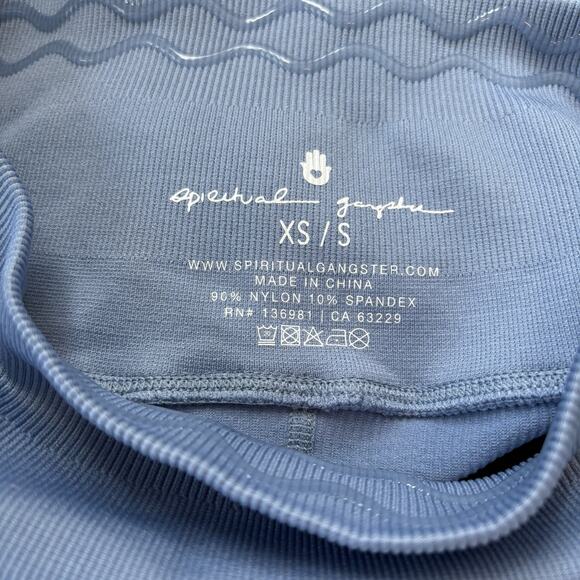 spiritual gangster
XS / S
WWW.SPIRITUALGANGSTER.COM
MADE IN CHINA
90% NYLON 10% SPANDEX
RN# 136981 | CA 63229